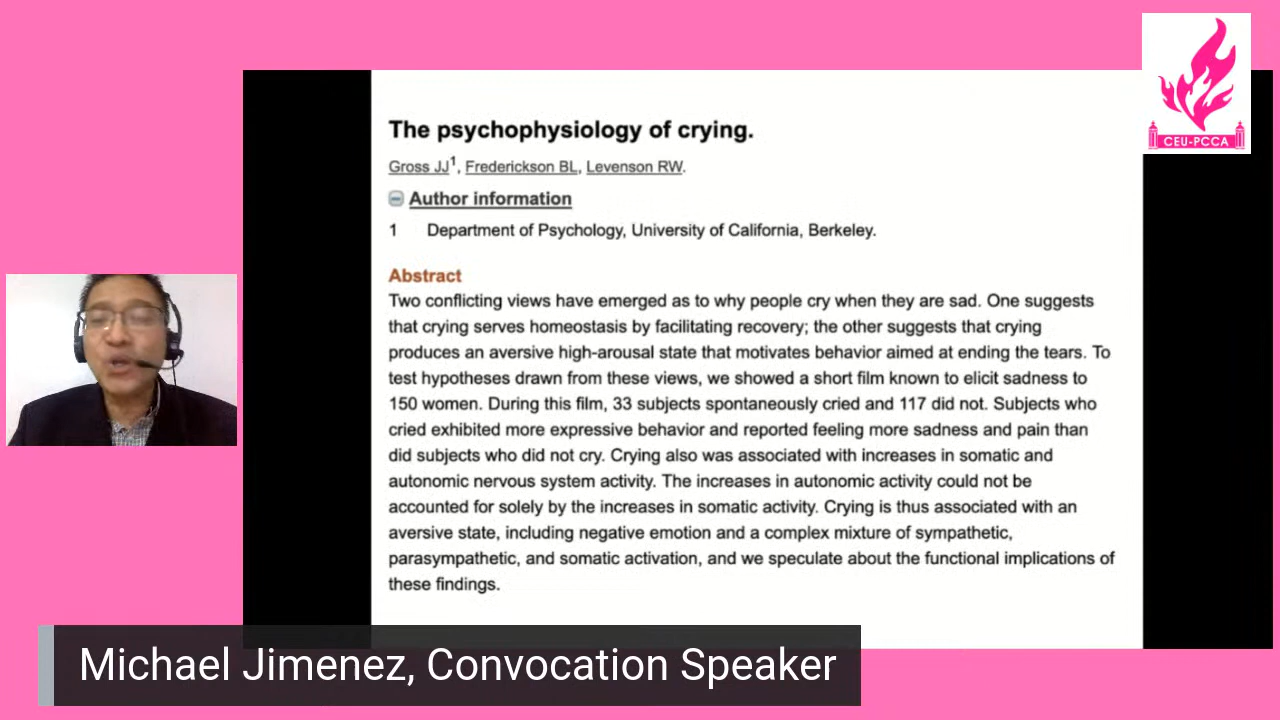 CEU-PCCA
The psychophysiology of crying.
Gross JJ1, Frederickson BL, Levenson RW.
Author information
1 Department of Psychology, University of California, Berkeley.
Abstract
Two conflicting views have emerged as to why people cry when they are sad. One suggests
that crying serves homeostasis by facilitating recovery; the other suggests that crying
produces an aversive high-arousal state that motivates behavior aimed at ending the tears. To
test hypotheses drawn from these views, we showed a short film known to elicit sadness to
150 women. During this film, 33 subjects spontaneously cried and 117 did not. Subjects who
cried exhibited more expressive behavior and reported feeling more sadness and pain than
did subjects who did not cry. Crying also was associated with increases in somatic and
autonomic nervous system activity. The increases in autonomic activity could not be
accounted for solely by the increases in somatic activity. Crying is thus associated with an
aversive state, including negative emotion and a complex mixture of sympathetic,
parasympathetic, and somatic activation, and we speculate about the functional implications of
these findings.
Michael Jimenez, Convocation Speaker